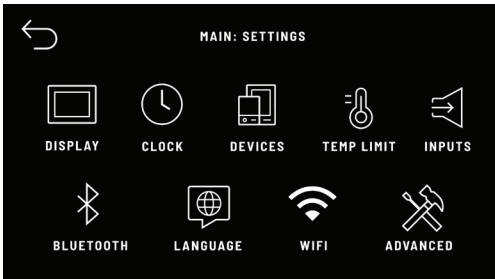 MAIN: SETTINGS
DISPLAY CLOCK DEVICES TEMP LIMIT INPUTS
BLUETOOTH LANGUAGE WIFI ADVANCED